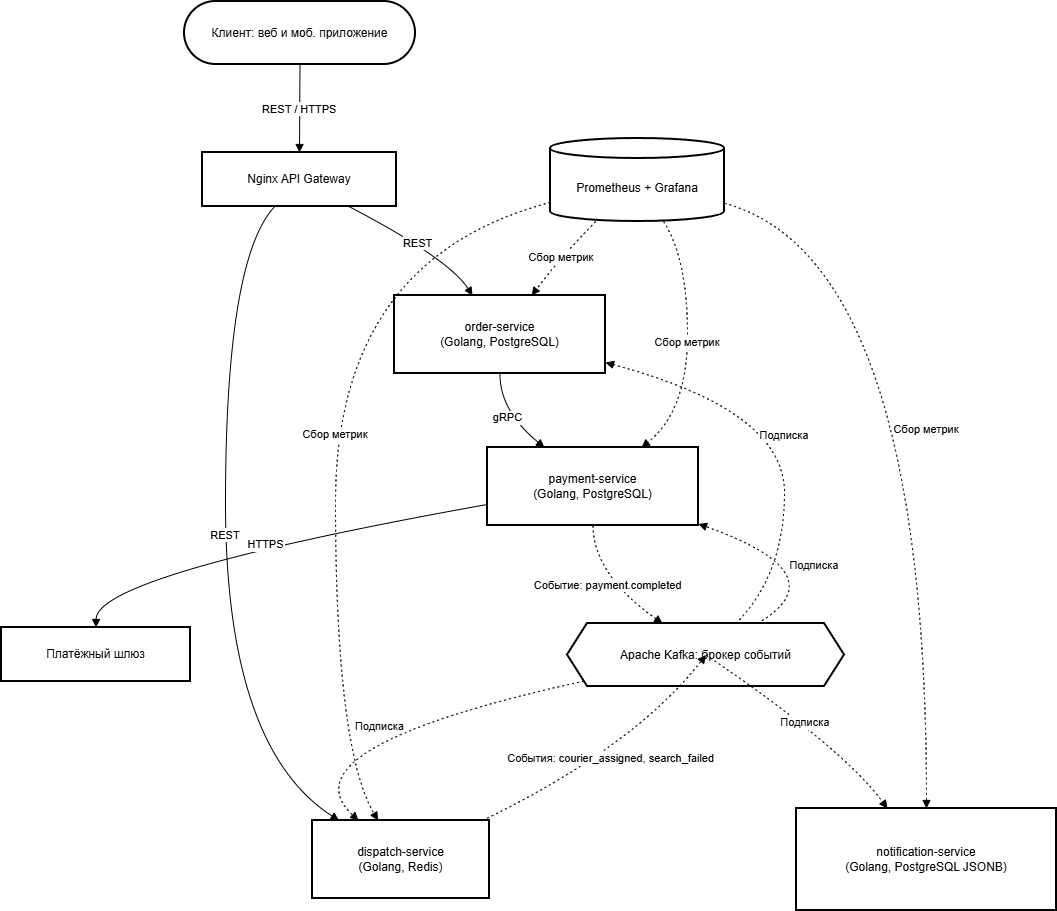 Клиент: веб и моб. приложение
REST / HTTPS
Nginx API Gateway
Prometheus + Grafana
REST
Сбор метрик
order-service
(Golang, PostgreSQL)
Сбор метрик
gRPC
Сбор метрик
Подписка
Сбор метрик
payment-service
(Golang, PostgreSQL)
REST
HTTPS
Подписка
Событие: payment.completed
Платёжный шлюз
Apache Kafka: брокер событий
Подписка
Подписка
События: courier_assigned, search_failed
dispatch-service
(Golang, Redis)
notification-service
(Golang, PostgreSQL JSONB)